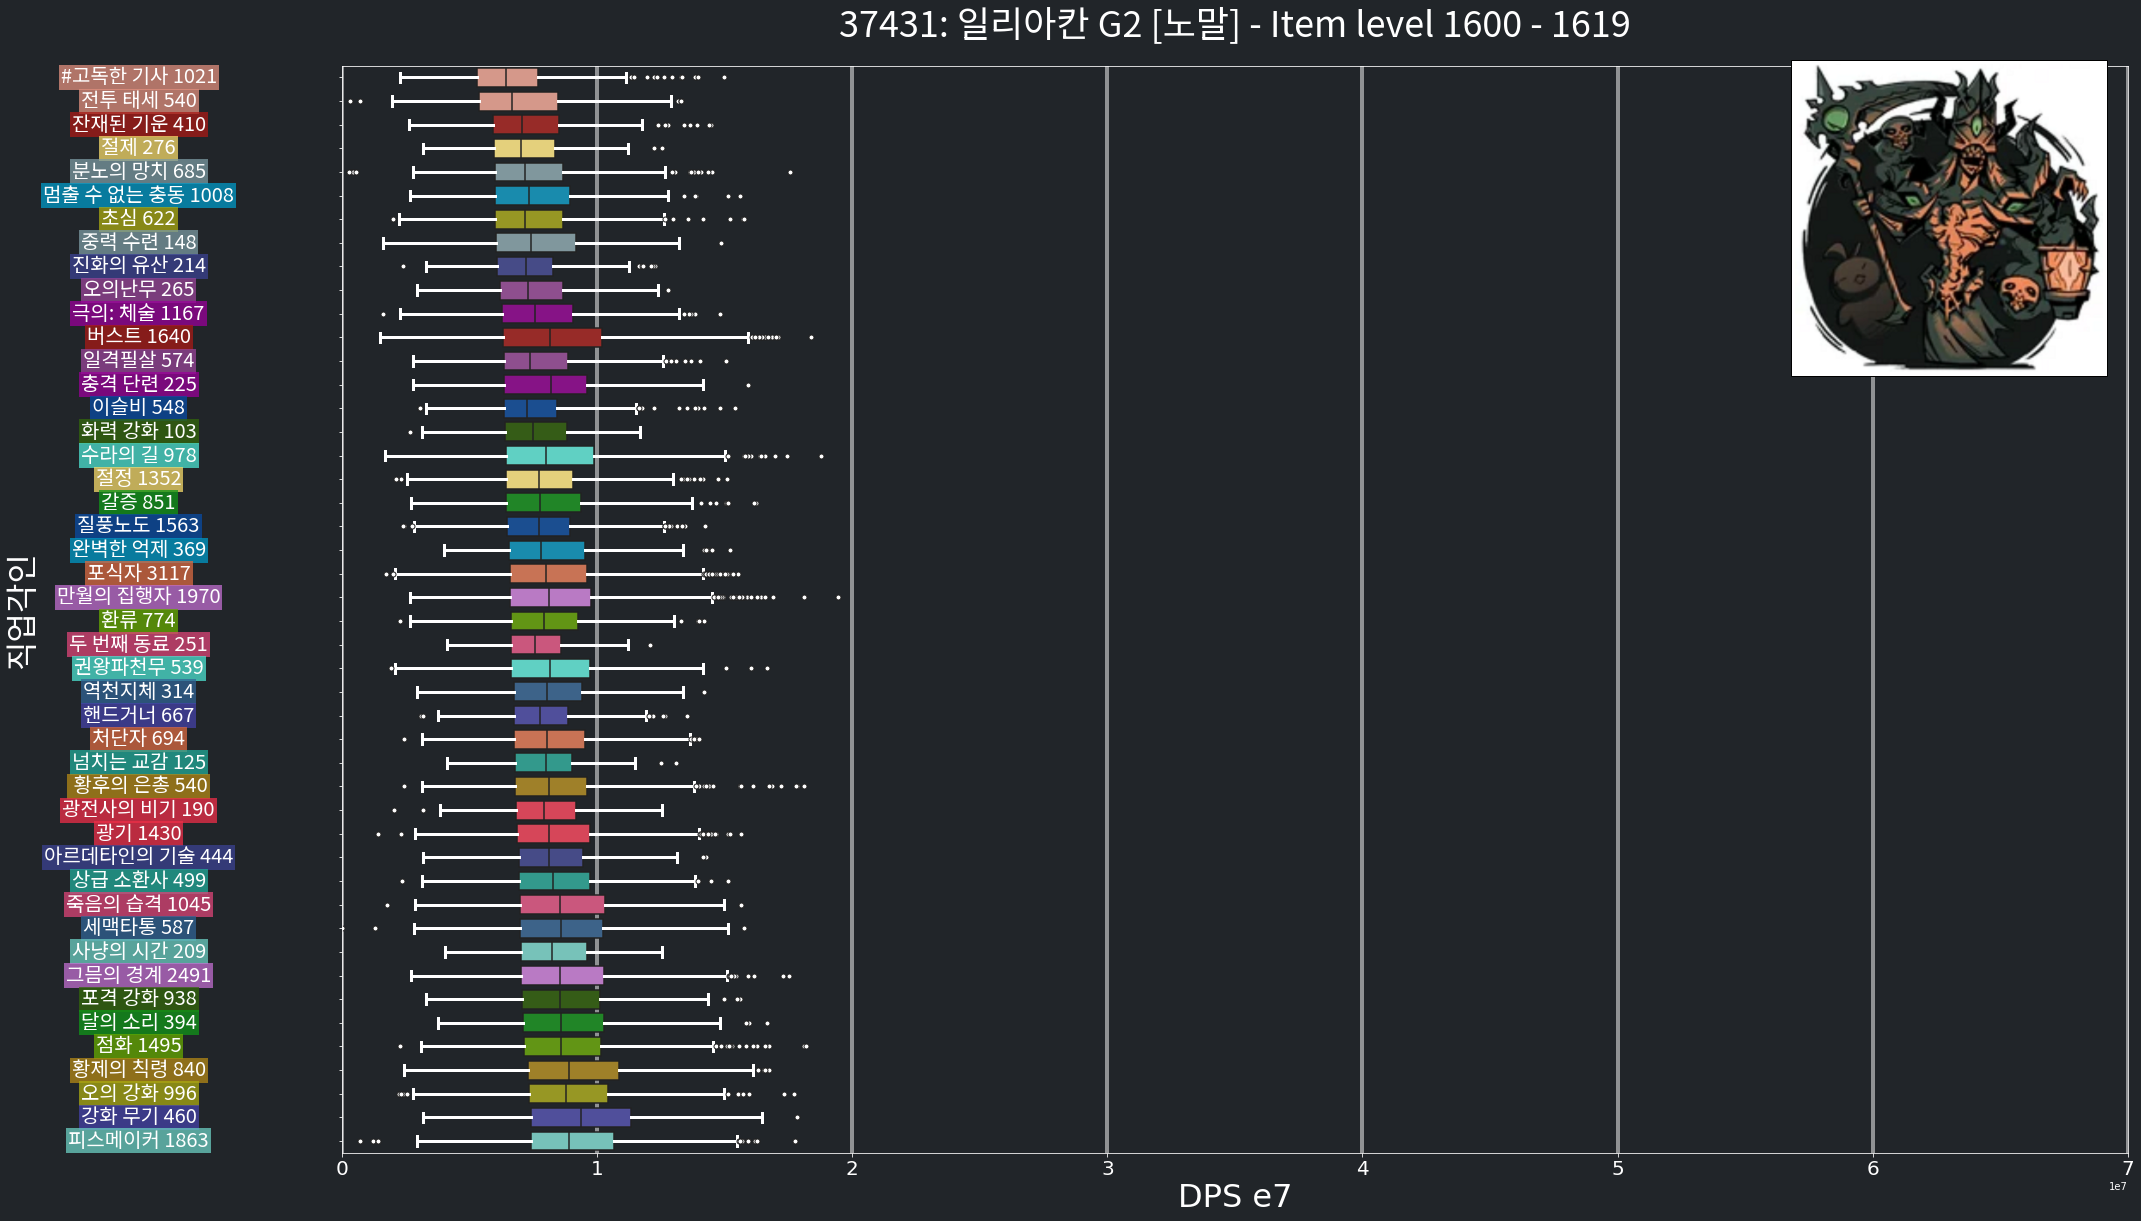 37431: 일리아칸 G2 [노말] - Item level 1600 - 1619
#고독한 기사 1021
전투 태세 540
잔재된 기운 410
절제 276
분노의 망치 685
멈출 수 없는 충동 1008
초심 622
중력 수련 148
진화의 유산 214
오의난무 265
극의: 체술 1167
버스트 1640
일격필살 574
충격 단련 225
이슬비 548
화력 강화 103
수라의 길 978
절정 1352
갈증 851
질풍노도 1563
완벽한 억제 369
포식자 3117
만월의 집행자 1970
환류 774
두 번째 동료 251
권왕파천무 539
역천지체 314
핸드거너 667
처단자 694
넘치는 교감 125
황후의 은총 540
광전사의 비기 190
광기 1430
아르데타인의 기술 444
상급 소환사 499
죽음의 습격 1045
세맥타통 587
사냥의 시간 209
그믐의 경계 2491
포격 강화 938
달의 소리 394
점화 1495
황제의 칙령 840
오의 강화 996
강화 무기 460
피스메이커 1863
직업각인
0 1 2 3 4 5 6 7
DPS e7
1e7